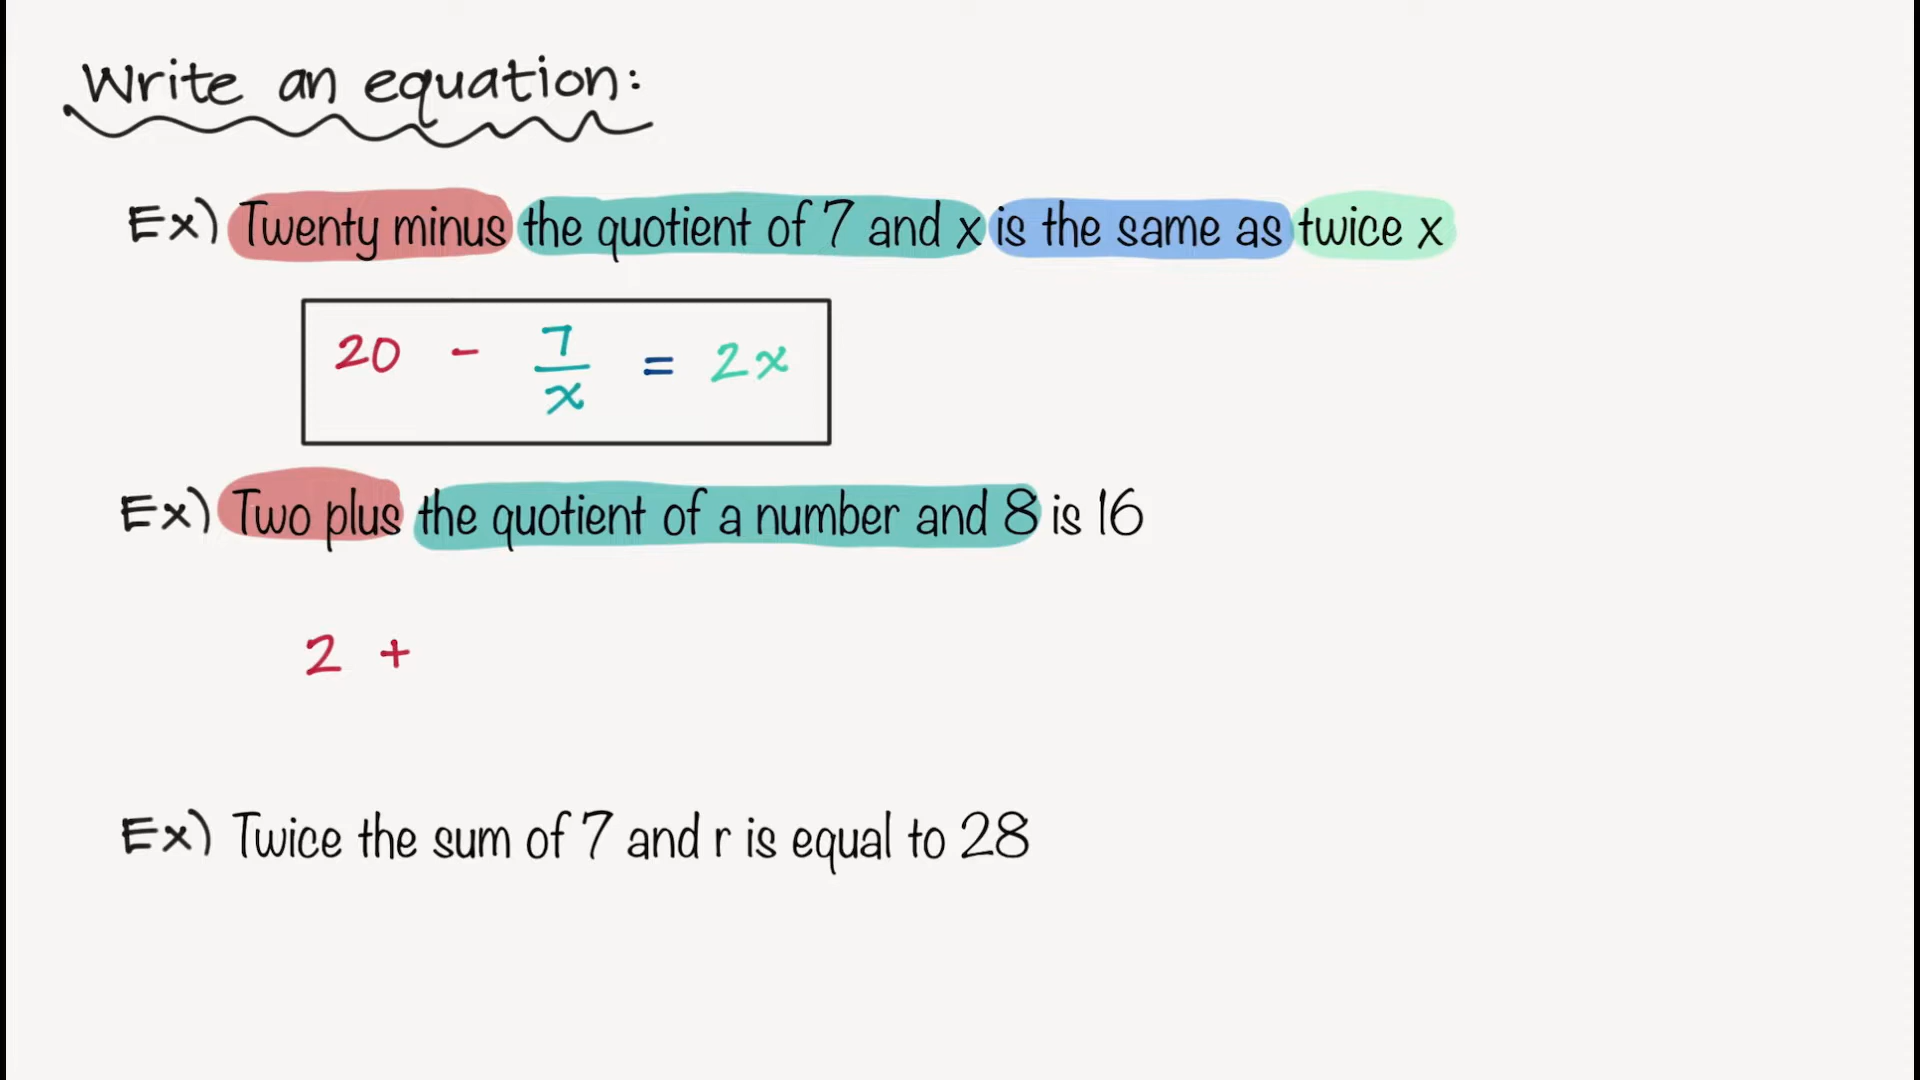 Write an equation:
Ex) Twenty minus the quotient of 7 and x is the same as twice x
20 - 7/x = 2x
Ex) Two plus the quotient of a number and 8 is 16
2 +
Ex) Twice the sum of 7 and r is equal to 28